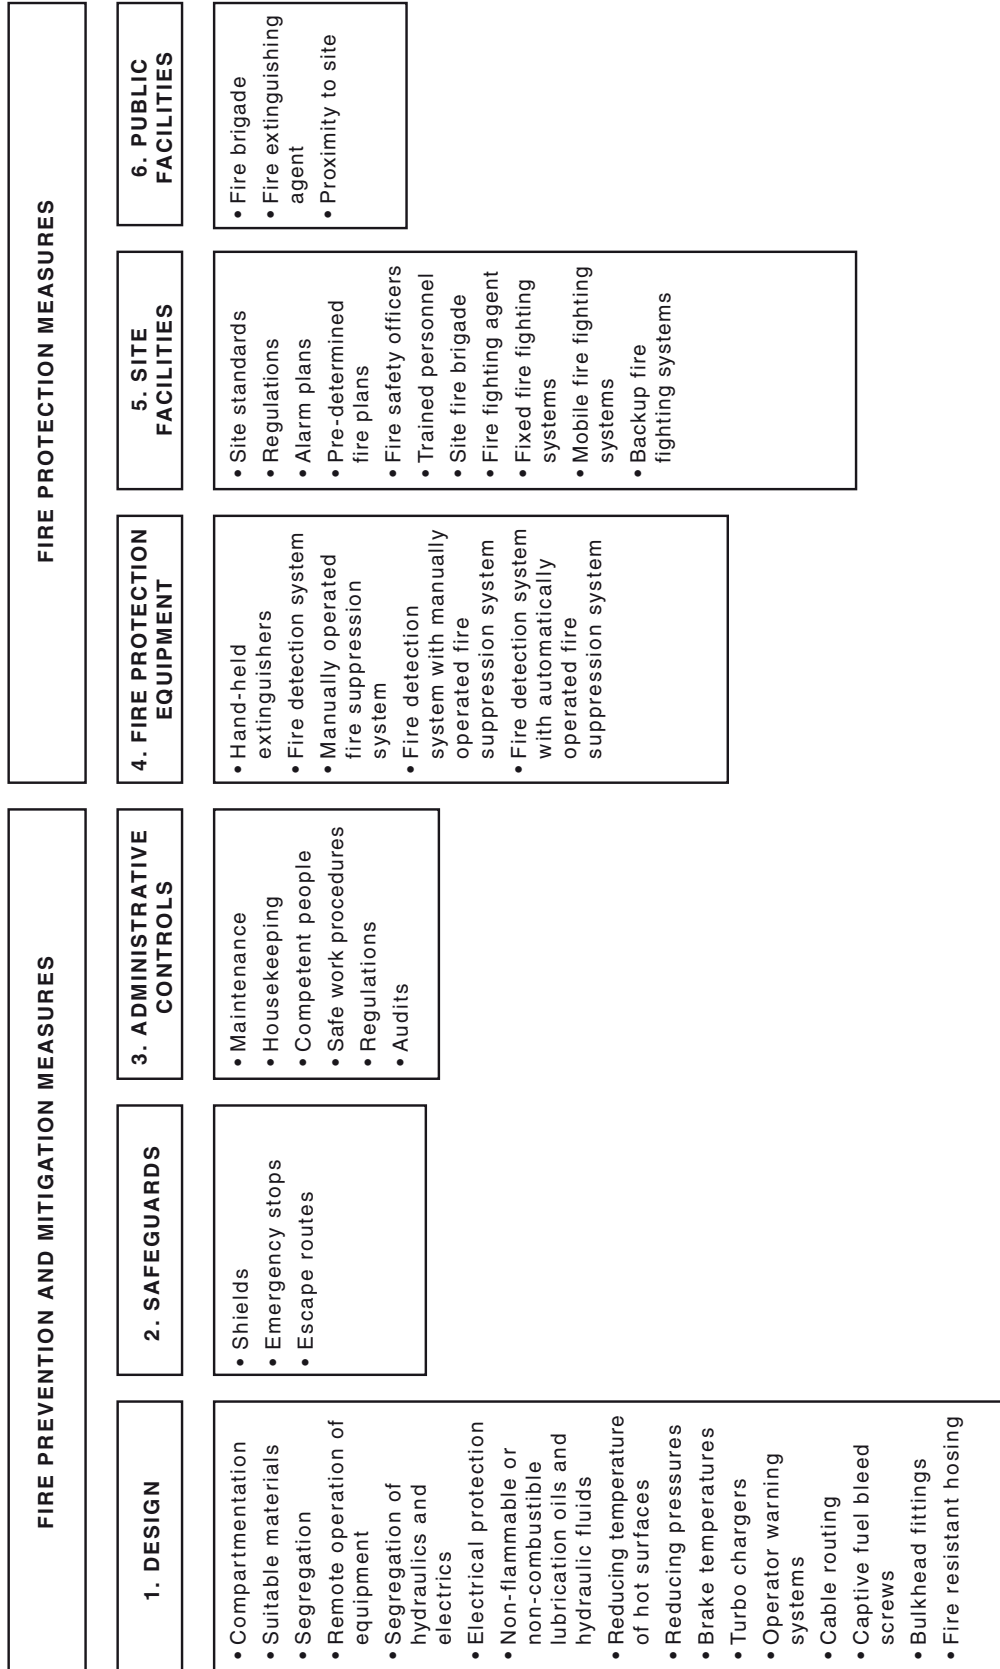 FIRE PREVENTION AND MITIGATION MEASURES
FIRE PROTECTION MEASURES
1. DESIGN
• Compartmentation
• Suitable materials
• Segregation
• Remote operation of
equipment
• Segregation of
hydraulics and
electrics
• Electrical protection
• Non-flammable or
non-combustible
lubrication oils and
hydraulic fluids
• Reducing temperature
of hot surfaces
• Reducing pressures
• Brake temperatures
• Turbo chargers
• Operator warning
systems
• Cable routing
• Captive fuel bleed
screws
• Bulkhead fittings
• Fire resistant hosing
2. SAFEGUARDS
• Shields
• Emergency stops
• Escape routes
3. ADMINISTRATIVE
CONTROLS
• Maintenance
• Housekeeping
• Competent people
• Safe work procedures
• Regulations
• Audits
4. FIRE PROTECTION
EQUIPMENT
• Hand-held
extinguishers
• Fire detection system
• Manually operated
fire suppression
system
• Fire detection
system with manually
operated fire
suppression system
• Fire detection system
with automatically
operated fire
suppression system
5. SITE
FACILITIES
• Site standards
• Regulations
• Alarm plans
• Pre-determined
fire plans
• Fire safety officers
• Trained personnel
• Site fire brigade
• Fire fighting agent
• Fixed fire fighting
systems
• Mobile fire fighting
systems
• Backup fire
fighting systems
6. PUBLIC
FACILITIES
• Fire brigade
• Fire extinguishing
agent
• Proximity to site